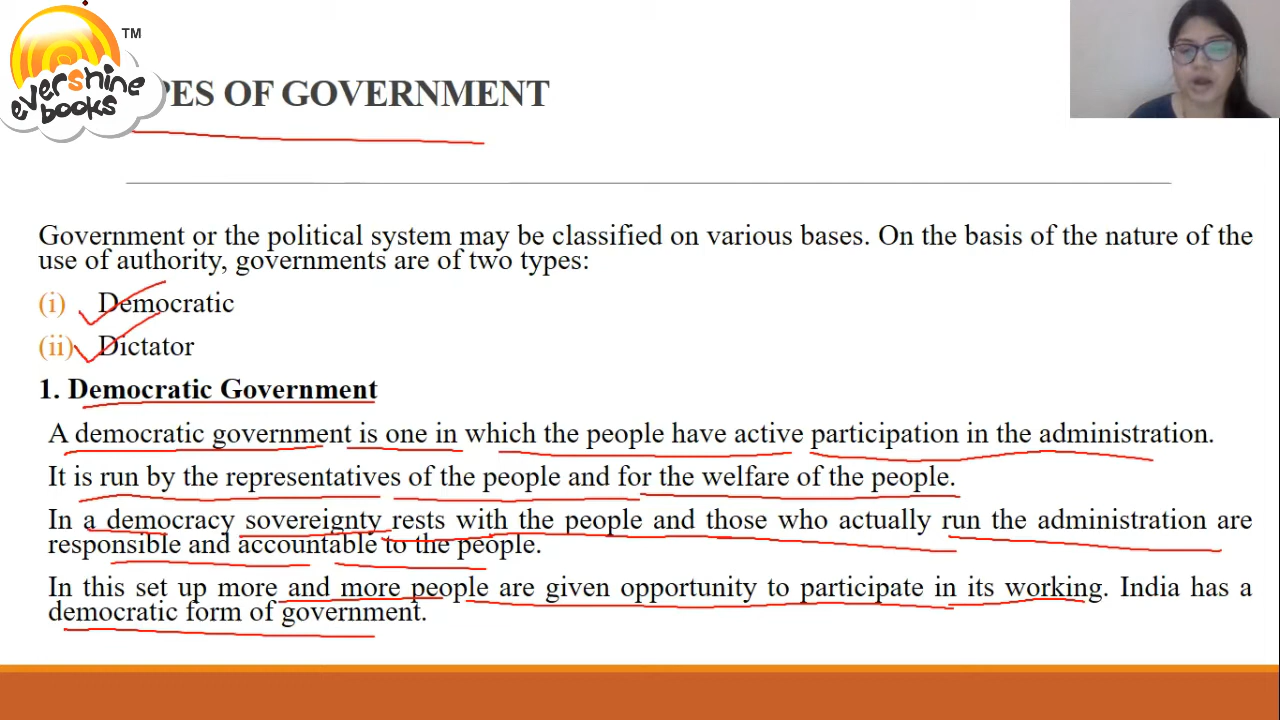 TM
evershine
books
PES OF GOVERNMENT
Government or the political system may be classified on various bases. On the basis of the nature of the
use of authority, governments are of two types:
(i) Democratic
(ii) Dictator
1. Democratic Government
A democratic government is one in which the people have active participation in the administration.
It is run by the representatives of the people and for the welfare of the people.
In a democracy sovereignty rests with the people and those who actually run the administration are
responsible and accountable to the people.
In this set up more and more people are given opportunity to participate in its working. India has a
democratic form of government.